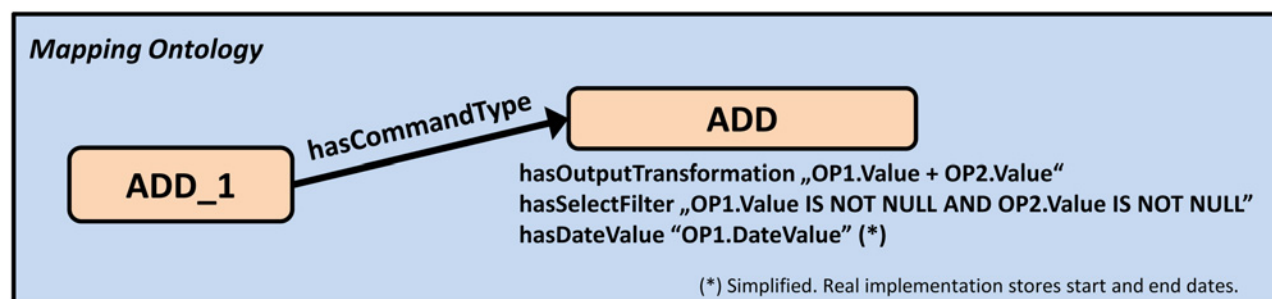 Mapping Ontology
hasCommandType
ADD
ADD_1
hasOutputTransformation „OP1.Value + OP2.Value“
hasSelectFilter „OP1.Value IS NOT NULL AND OP2.Value IS NOT NULL”
hasDateValue “OP1.DateValue” (*)
(*) Simplified. Real implementation stores start and end dates.